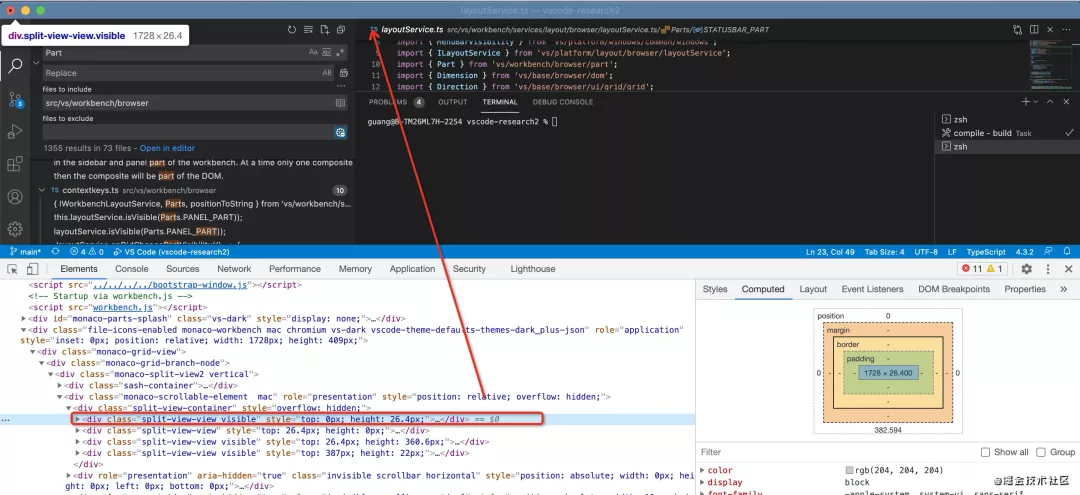 layoutService.ts — vscode-research2
div.split-view-view.visible 1728 × 26.4
layoutService.ts src/vs/workbench/services/layout/browser/layoutService.ts/ Parts/ STATUSBAR_PART
Part
Aa
Replace
AB
files to include
src/vs/workbench/browser
files to exclude
1355 results in 73 files - Open in editor
in the sidebar and panel part of the workbench. At a time only one composite
then the composite will be part of the DOM.
TS contextkeys.ts src/vs/workbench/browser 10
{ IWorkbenchLayoutService, Parts, positionToString } from 'vs/workbench/s...
this.layoutService.isVisible(Parts.PANEL_PART));
layoutService.isVisible(Parts.PANEL_PART));
8 import { MenuBarVisibility } from 'vs/platform/windows/common/windows';
9 import { ILayoutService } from 'vs/platform/layout/browser/layoutService';
10 import { Part } from 'vs/workbench/browser/part';
11 import { Dimension } from 'vs/base/browser/dom';
12 import { Direction } from 'vs/base/browser/ui/grid/grid';
PROBLEMS 4 OUTPUT TERMINAL DEBUG CONSOLE
guang@B-TM26ML7H-2254 vscode-research2 %
zsh
compile - build Task
zsh
3
main* 4 0 VS Code (vscode-research2) Ln 23, Col 49 Tab Size: 4 UTF-8 LF TypeScript 4.3.2
Elements Console Sources Network Performance Memory Application Security Lighthouse 11 1
<script src="../../../../bootstrap-window.js"></script>
<!-- Startup via workbench.js -->
<script src="workbench.js"></script>
<div id="monaco-parts-splash" class="vs-dark" style="display: none;">…</div>
<div class="file-icons-enabled monaco-workbench mac chromium vs-dark vscode-theme-defaults-themes-dark_plus-json" role="application"
style="inset: 0px; position: relative; width: 1728px; height: 409px;">
<div class="monaco-grid-view">
<div class="monaco-grid-branch-node">
<div class="monaco-split-view2 vertical">
<div class="sash-container">…</div>
<div class="monaco-scrollable-element mac" role="presentation" style="position: relative; overflow: hidden;">
<div class="split-view-container" style="overflow: hidden;">
<div class="split-view-view visible" style="top: 0px; height: 26.4px;">…</div> == $0
<div class="split-view-view" style="top: 26.4px; height: 0px;">…</div>
<div class="split-view-view visible" style="top: 26.4px; height: 360.6px;">…</div>
<div class="split-view-view visible" style="top: 387px; height: 22px;">…</div>
</div>
<div role="presentation" aria-hidden="true" class="invisible scrollbar horizontal" style="position: absolute; width: 0px; hei
ght: 0px; left: 0px; bottom: 0px;">…</div>
Styles Computed Layout Event Listeners DOM Breakpoints Properties
position 0
margin -
border -
padding -
0 - - - 1728 × 26.400 - - - 0
-
-
-
382.594
Filter Show all Group
color rgb(204, 204, 204)
display block
font-family -apple-system, system-ui, sans-serif
@掘金技术社区